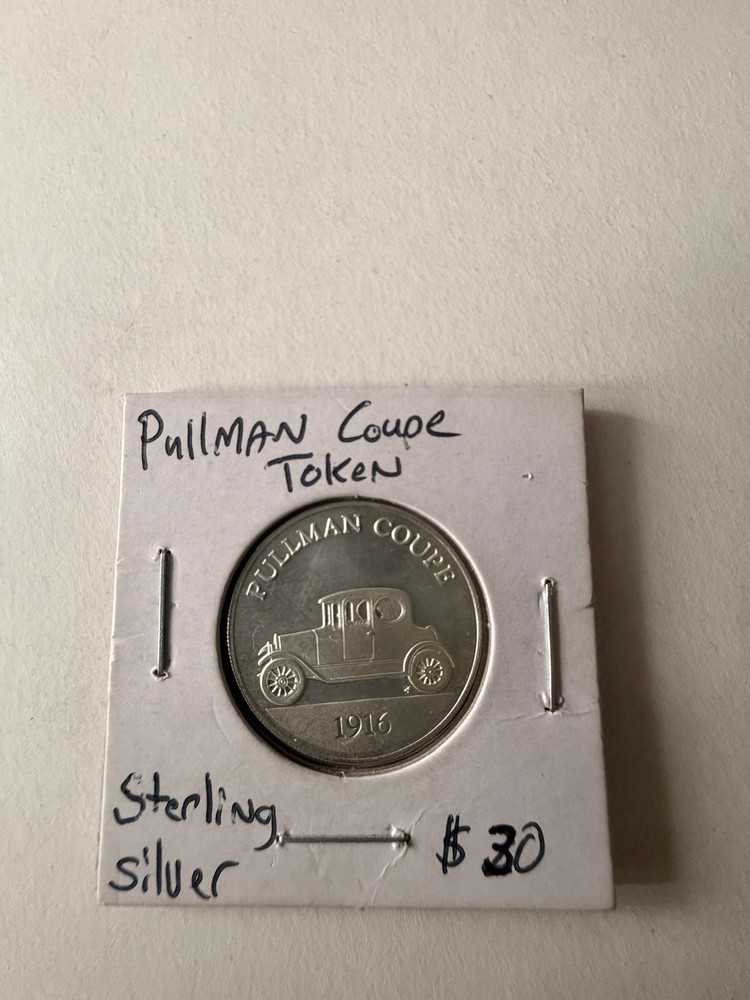 PullMAN Coupe
Token
PULLMAN COUPE
1916
Sterling
Silver
$ 30